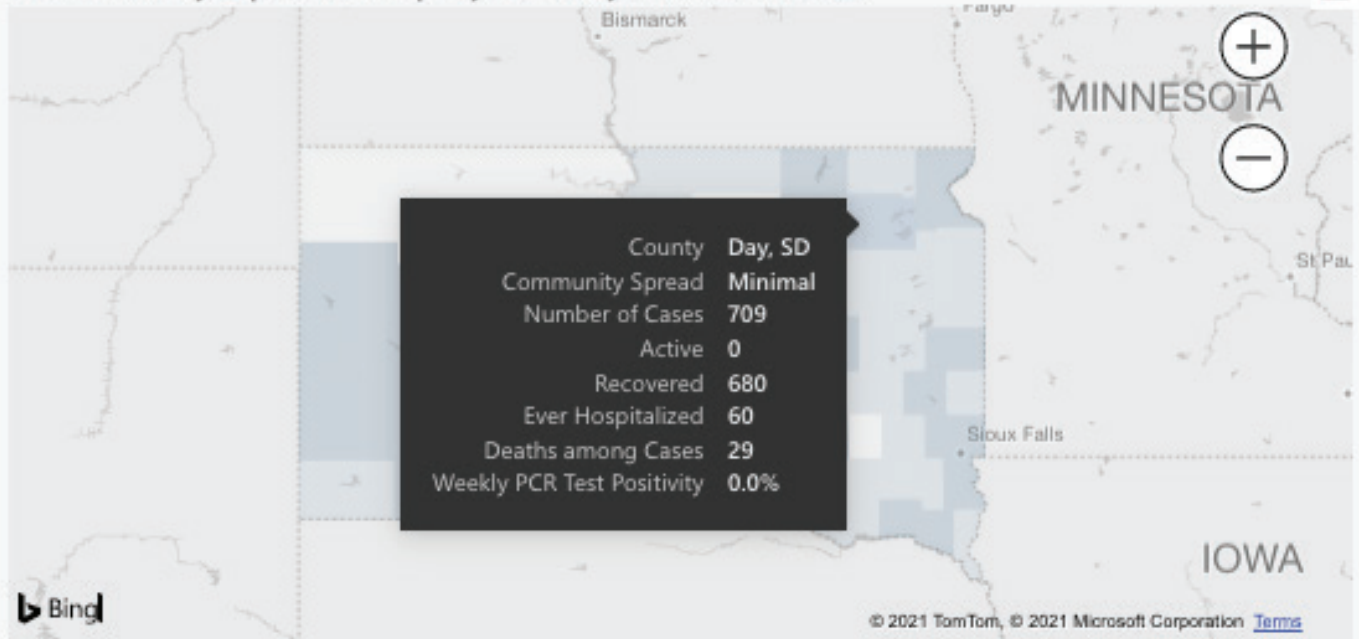 Bismarck
MINNESOTA
County Day, SD
Community Spread Minimal
Number of Cases 709
Active 0
Recovered 680
Ever Hospitalized 60
Deaths among Cases 29
Weekly PCR Test Positivity 0.0%
St Pau
Sioux Falls
IOWA
Bing
© 2021 TomTom, © 2021 Microsoft Corporation Terms